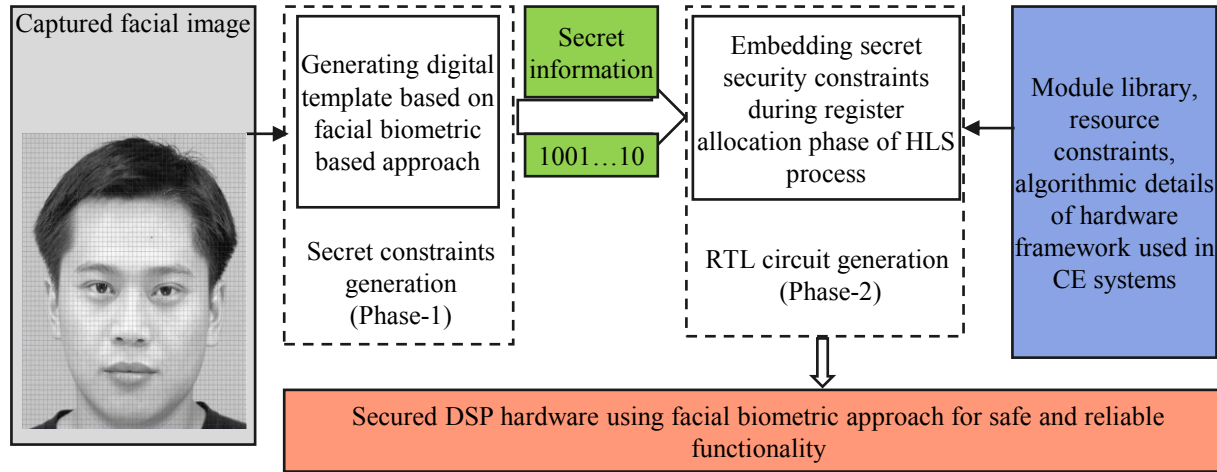 Captured facial image
Generating digital
template based on
facial biometric
based approach
Secret constraints
generation
(Phase-1)
Secret
information
1001…10
Embedding secret
security constraints
during register
allocation phase of HLS
process
RTL circuit generation
(Phase-2)
Module library,
resource
constraints,
algorithmic details
of hardware
framework used in
CE systems
Secured DSP hardware using facial biometric approach for safe and reliable
functionality